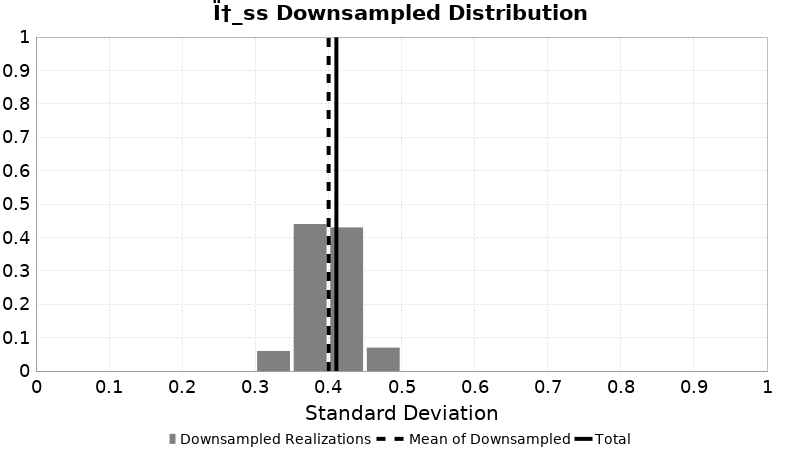 Ï†_ss Downsampled Distribution
1
0.9
0.8
0.7
0.6
0.5
0.4
0.3
0.2
0.1
0
0 0.1 0.2 0.3 0.4 0.5 0.6 0.7 0.8 0.9 1
Standard Deviation
Downsampled Realizations Mean of Downsampled Total